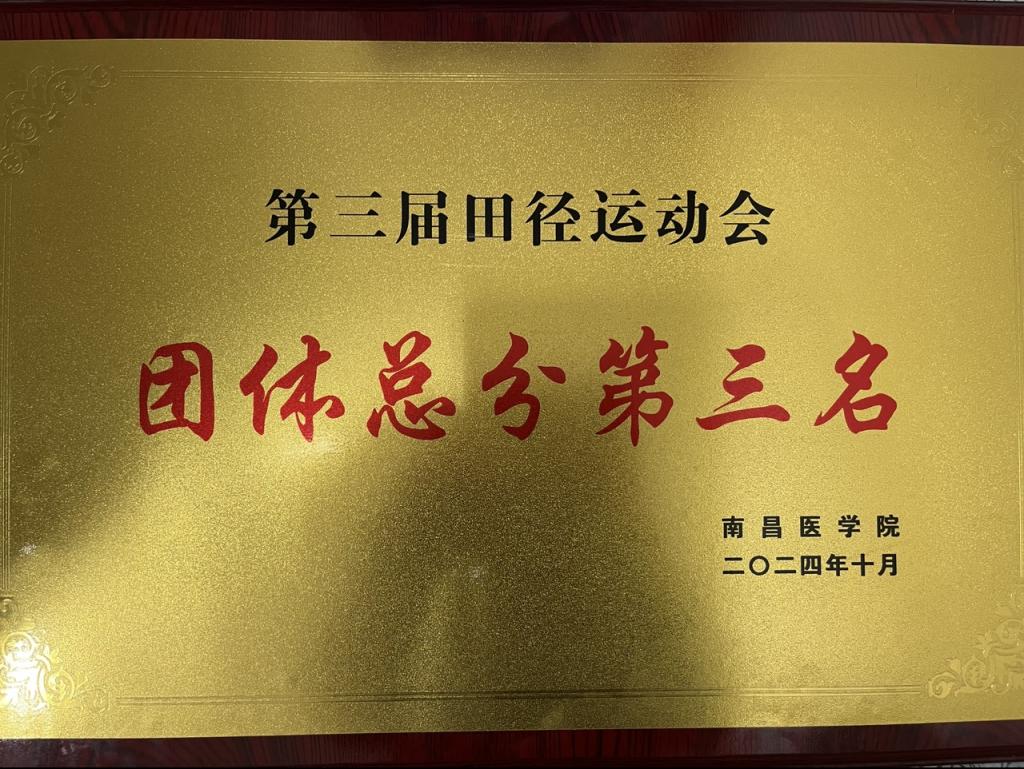 第三届田径运动会
团体总分第三名
南昌医学院
二〇二四年十月